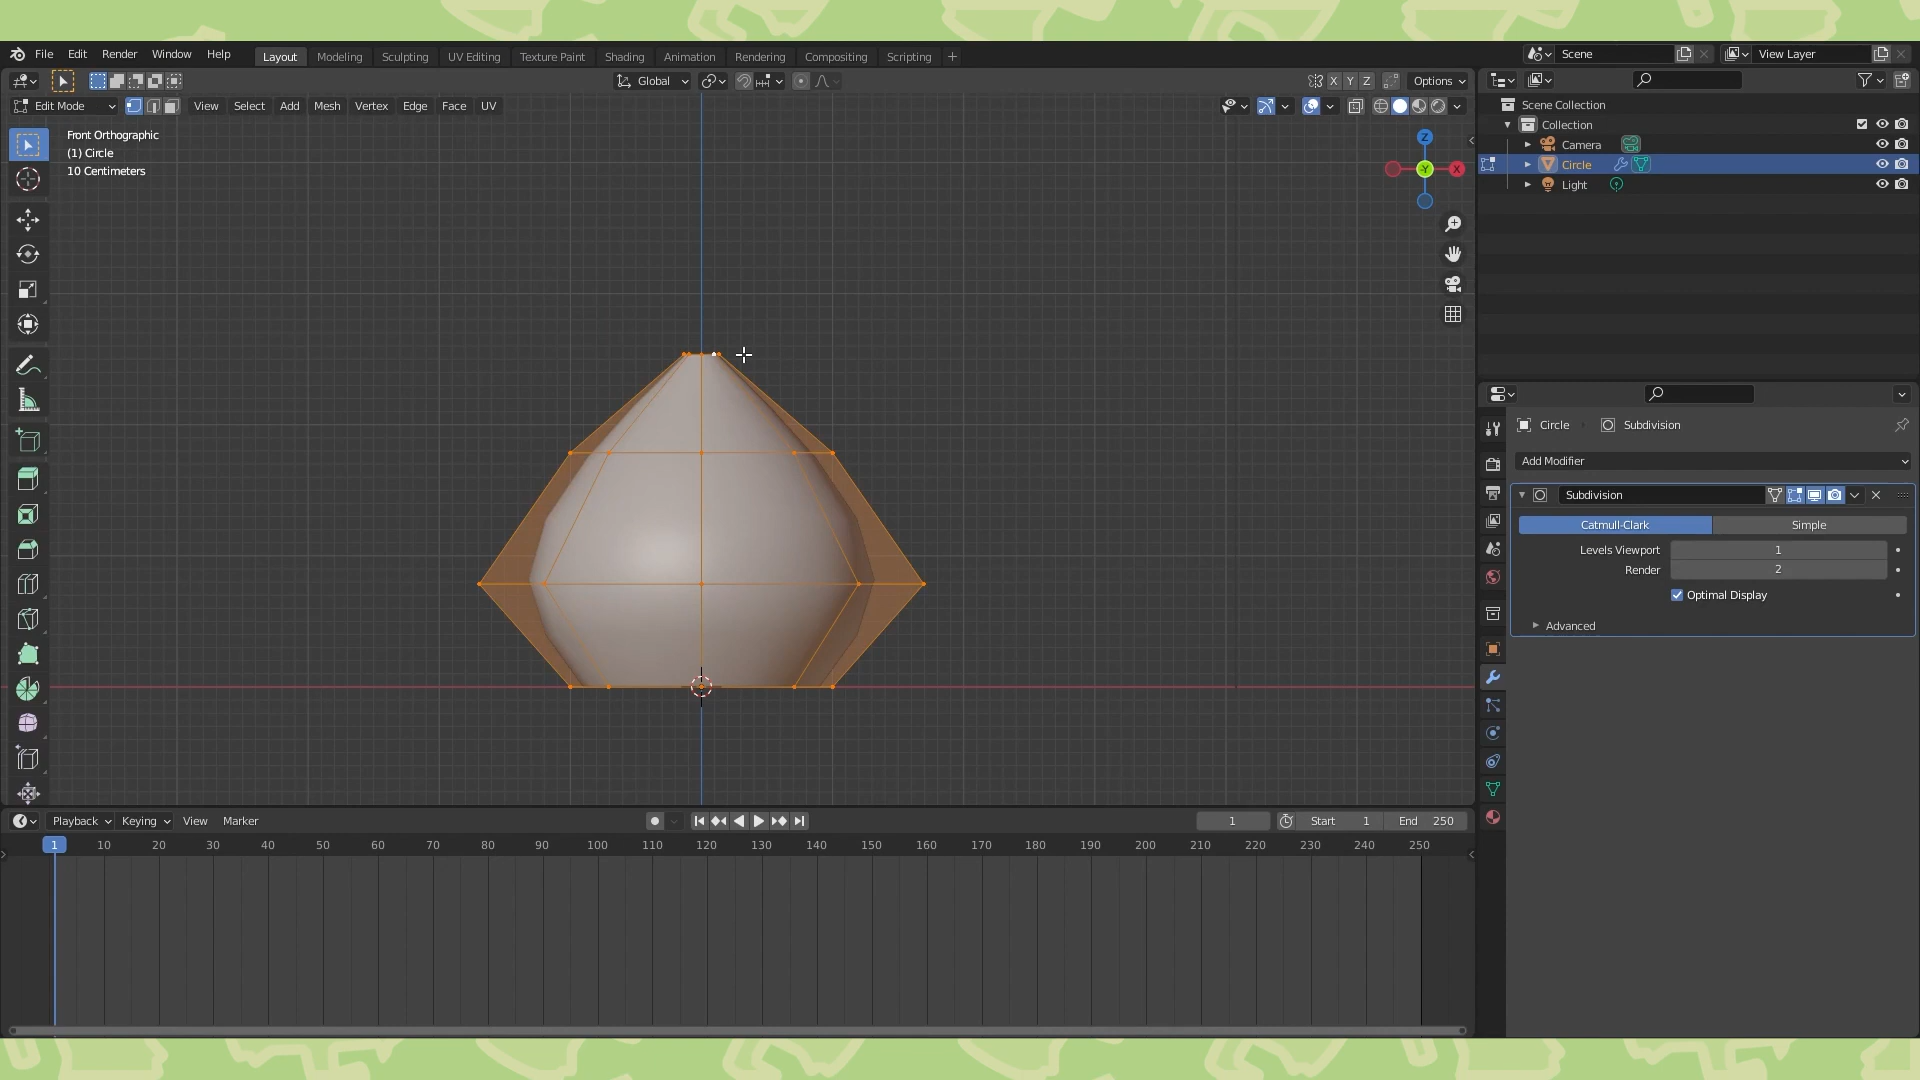 File Edit Render Window Help Layout Modeling Sculpting UV Editing Texture Paint Shading Animation Rendering Compositing Scripting + Scene View Layer
Global X Y Z Options
Edit Mode View Select Add Mesh Vertex Edge Face UV
Front Orthographic
(1) Circle
10 Centimeters
Z
Y
X
Scene Collection
Collection
Camera
Circle
Light
Circle Subdivision
Add Modifier
Subdivision
Catmull-Clark Simple
Levels Viewport 1
Render 2
Optimal Display
Advanced
Playback Keying View Marker 1 Start 1 End 250
1 10 20 30 40 50 60 70 80 90 100 110 120 130 140 150 160 170 180 190 200 210 220 230 240 250